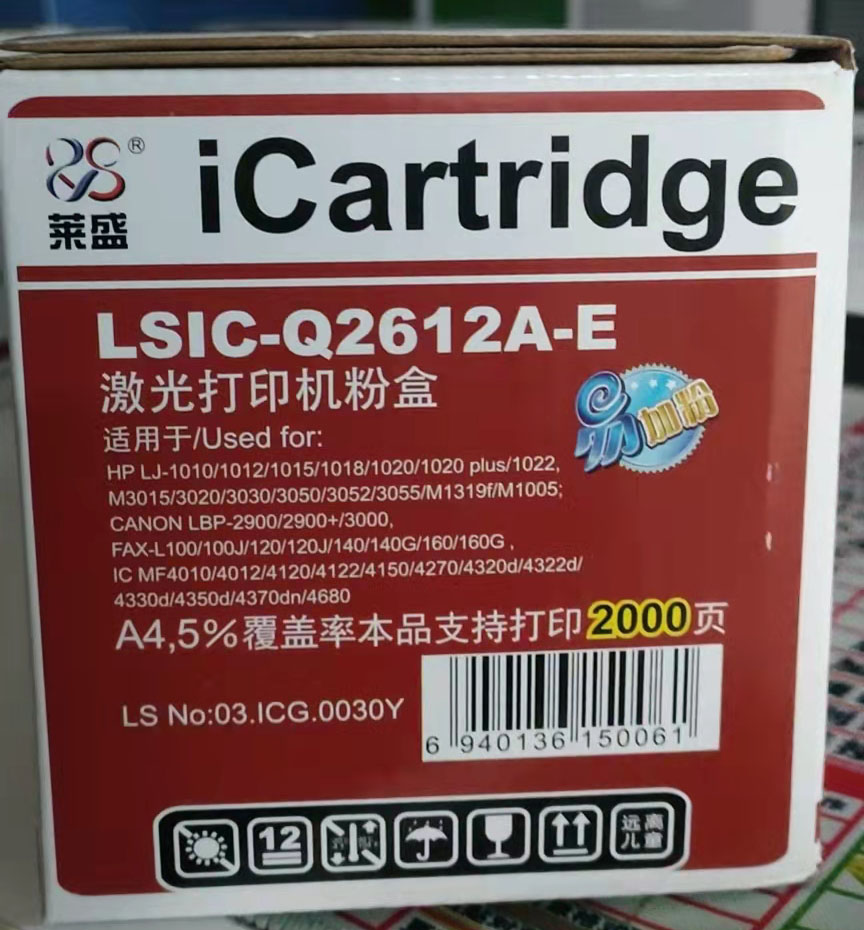 ®
莱盛
iCartridge
LSIC-Q2612A-E
激光打印机粉盒
易加粉
适用于/Used for:
HP LJ-1010/1012/1015/1018/1020/1020 plus/1022,
M3015/3020/3030/3050/3052/3055/M1319f/M1005;
CANON LBP-2900/2900+/3000,
FAX-L100/100J/120/120J/140/140G/160/160G ,
IC MF4010/4012/4120/4122/4150/4270/4320d/4322d/
4330d/4350d/4370dn/4680
A4,5%覆盖率本品支持打印2000页
LS No:03.ICG.0030Y
6 940136 150061
12
远离
儿童